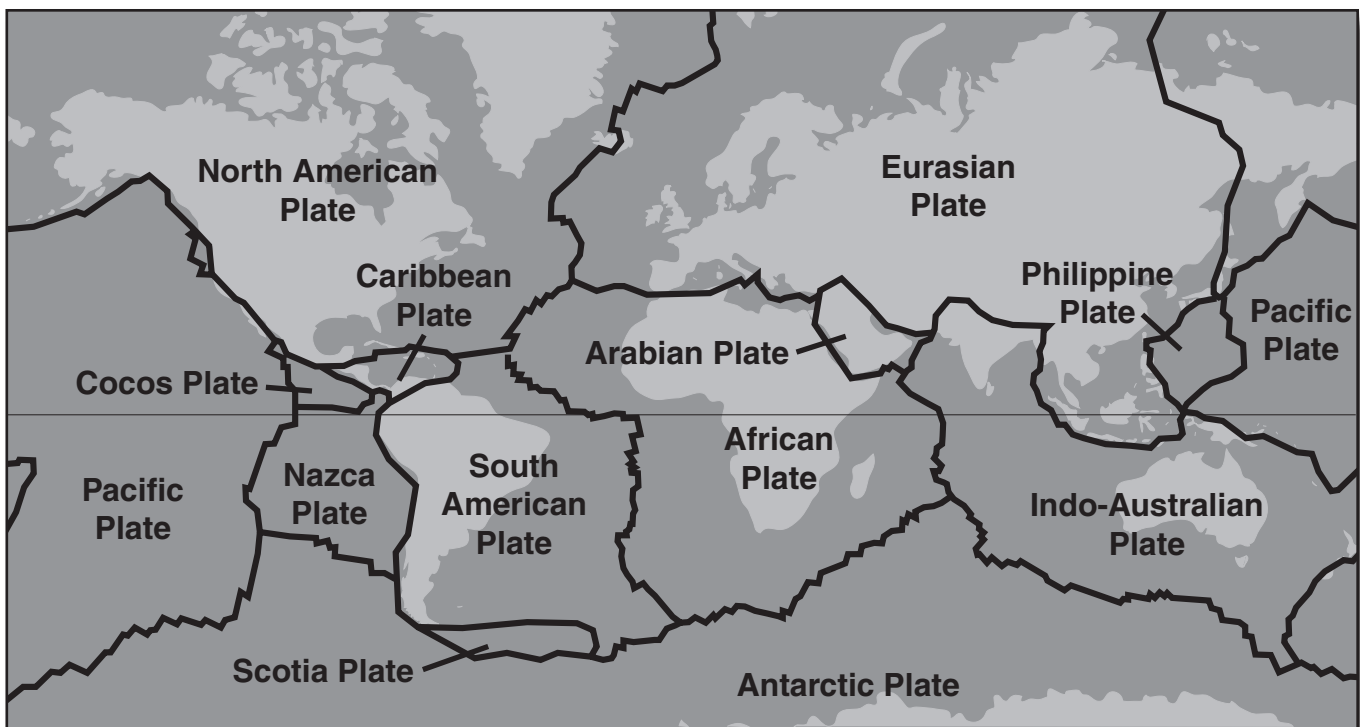 North American
Plate
Eurasian
Plate
Caribbean
Plate
Philippine
Plate
Pacific
Plate
Arabian Plate
Cocos Plate
African
Plate
South
American
Plate
Nazca
Plate
Pacific
Plate
Indo-Australian
Plate
Scotia Plate
Antarctic Plate